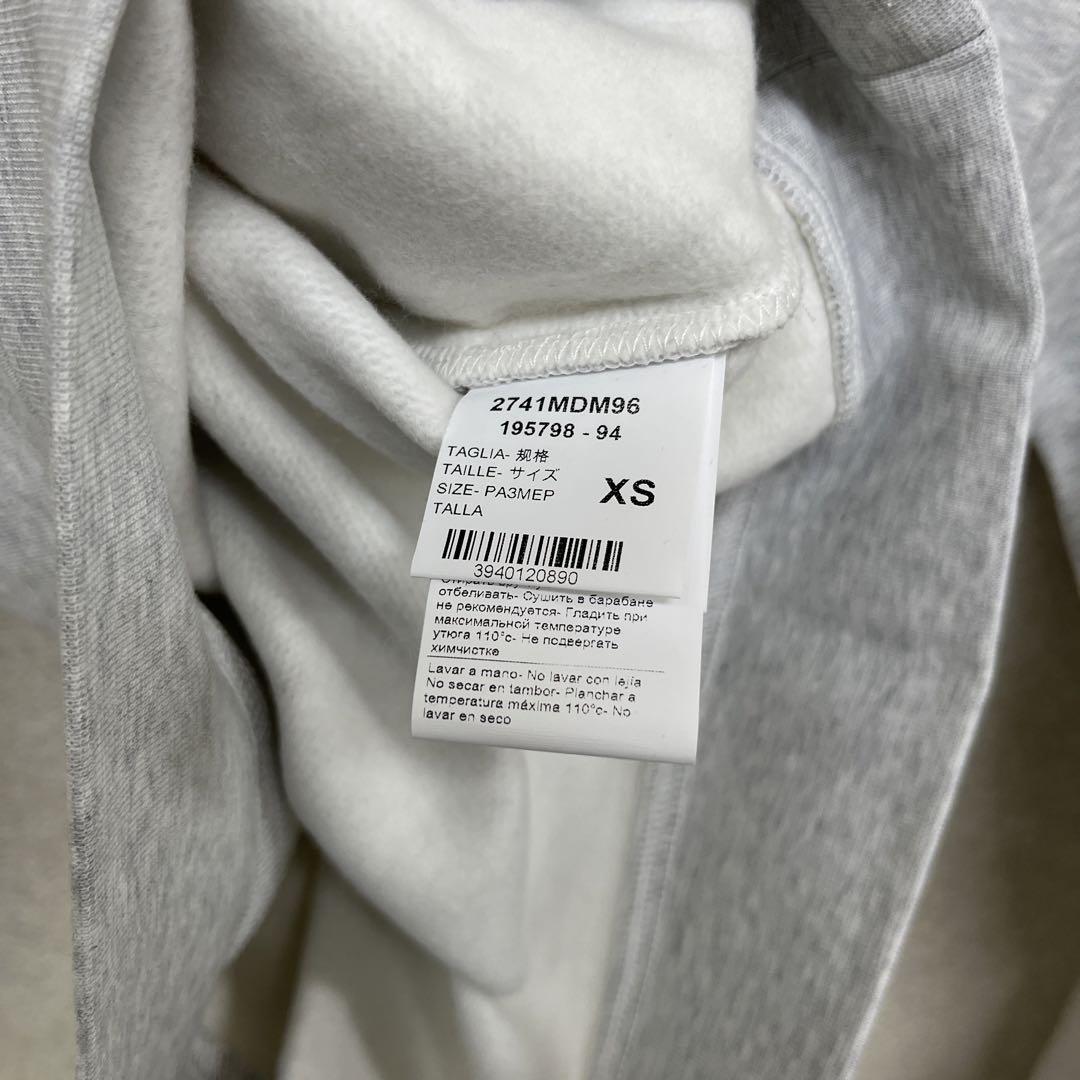 2741MDM96
195798 - 94
TAGLIA- 规格
TAILLE- サイズ
SIZE- РАЗМЕР
TALLA
XS
3940120890
отбеливать- Сушить в барабане
не рекомендуется- Гладить при
максимальной температуре
утюга 110°с- Не подвергать
химчистке
Lavar a mano- No lavar con lejía
No secar en tambor- Planchar a
temperatura máxima 110°c- No
lavar en seco